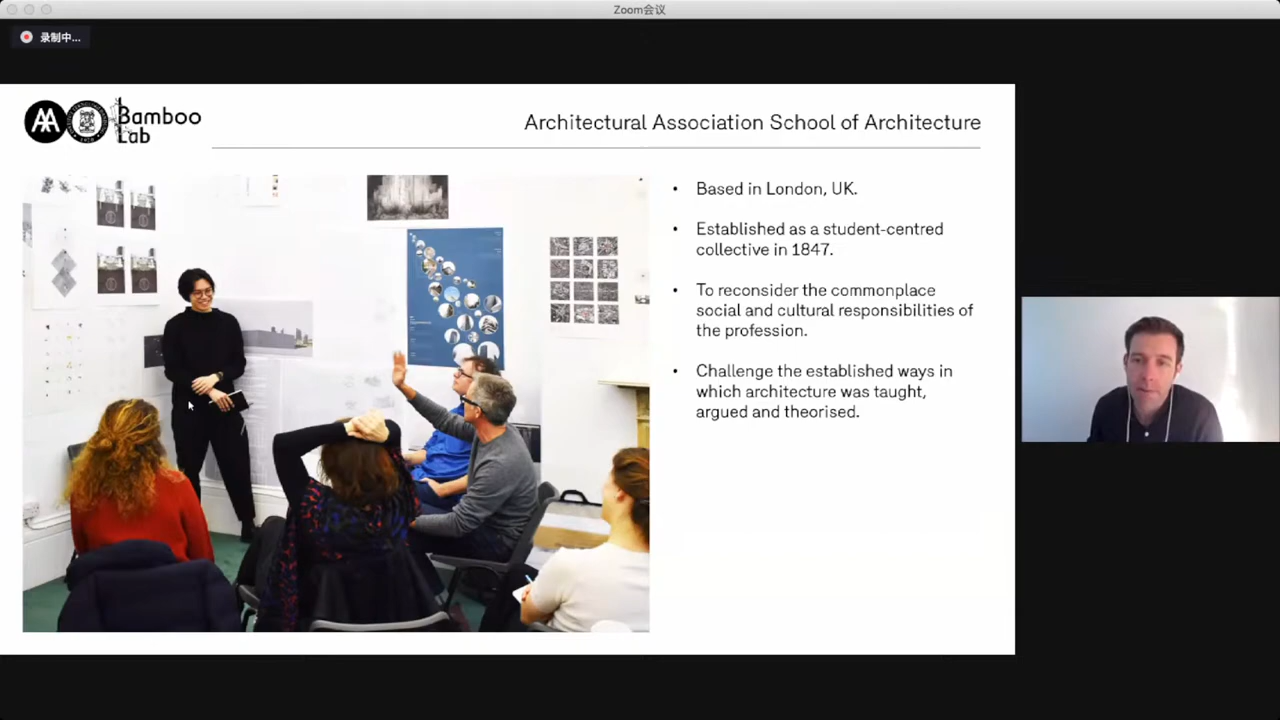 Zoom会议
录制中...
AA
Bamboo
Lab
Architectural Association School of Architecture
• Based in London, UK.
• Established as a student-centred
collective in 1847.
• To reconsider the commonplace
social and cultural responsibilities of
the profession.
• Challenge the established ways in
which architecture was taught,
argued and theorised.